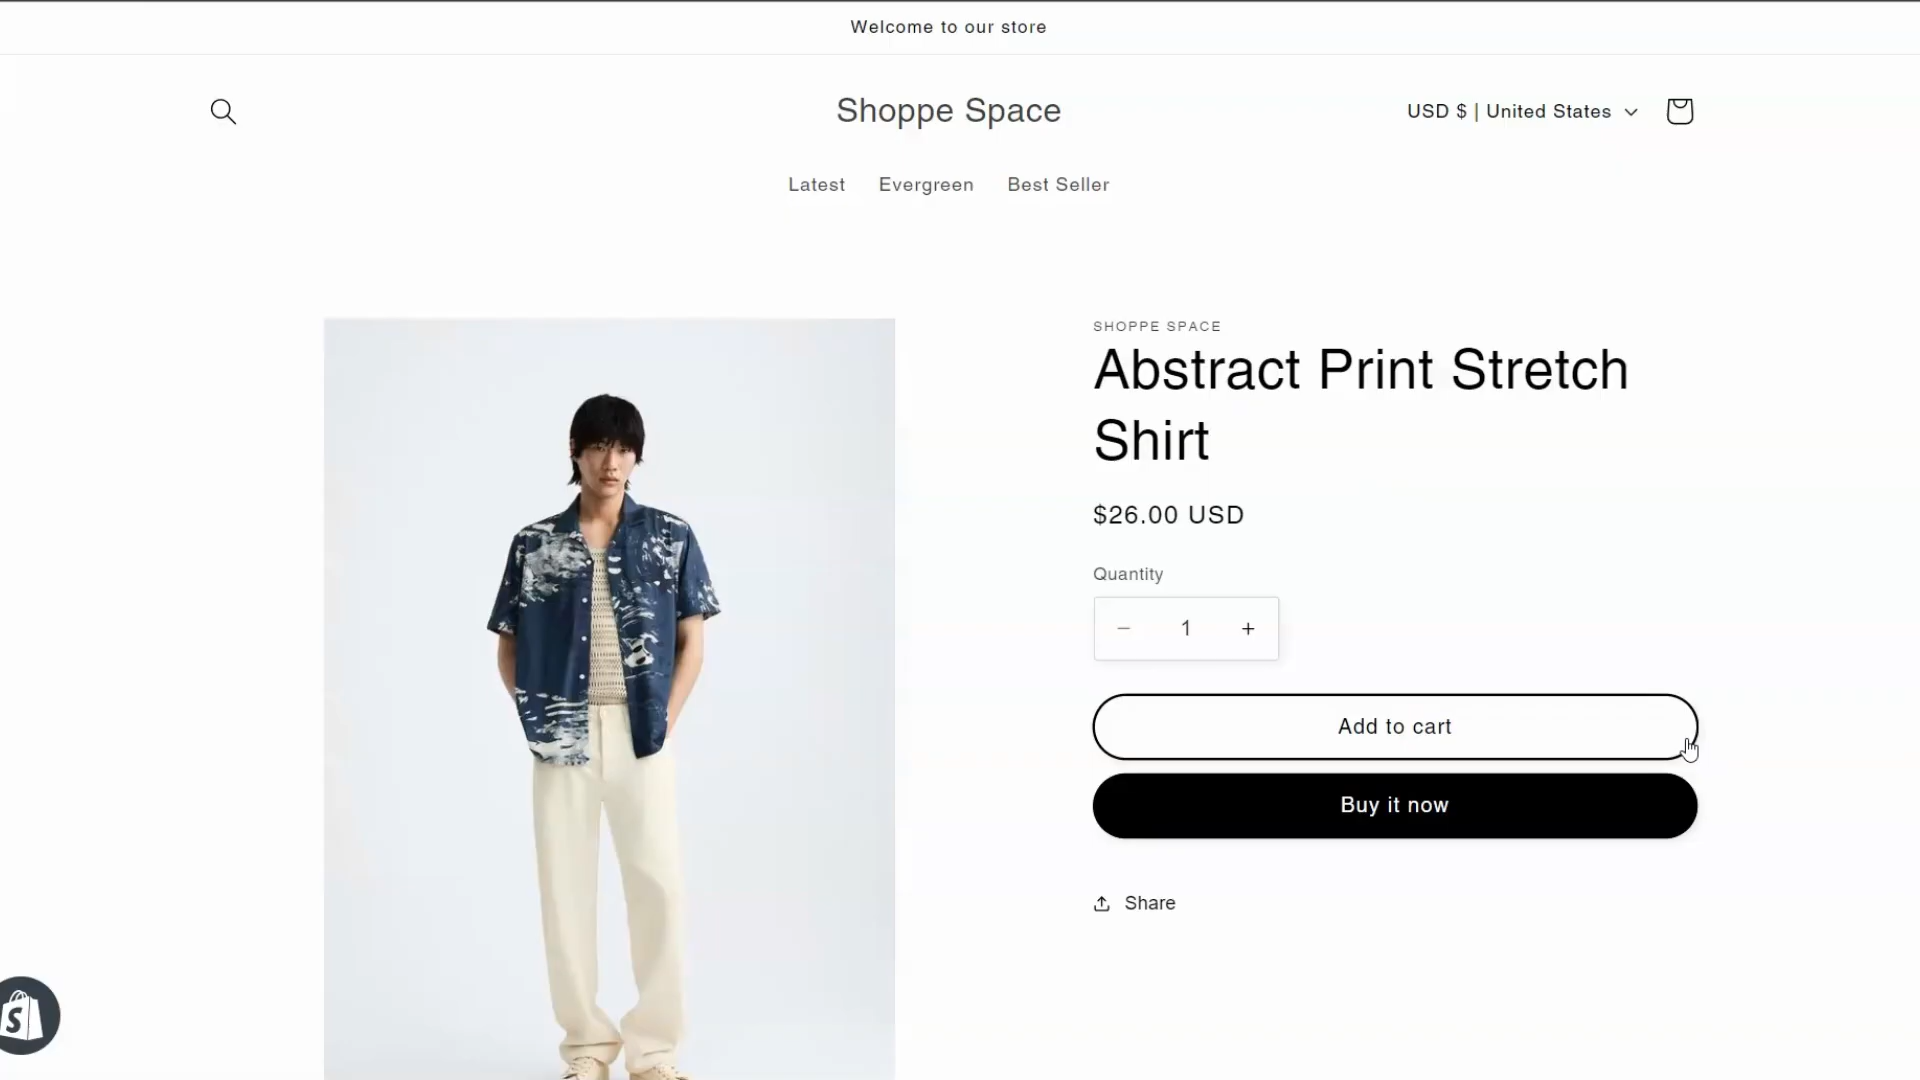 Welcome to our store
Shoppe Space
USD $ | United States
Latest Evergreen Best Seller
SHOPPE SPACE
Abstract Print Stretch
Shirt
$26.00 USD
Quantity
− 1 +
Add to cart
Buy it now
Share
S